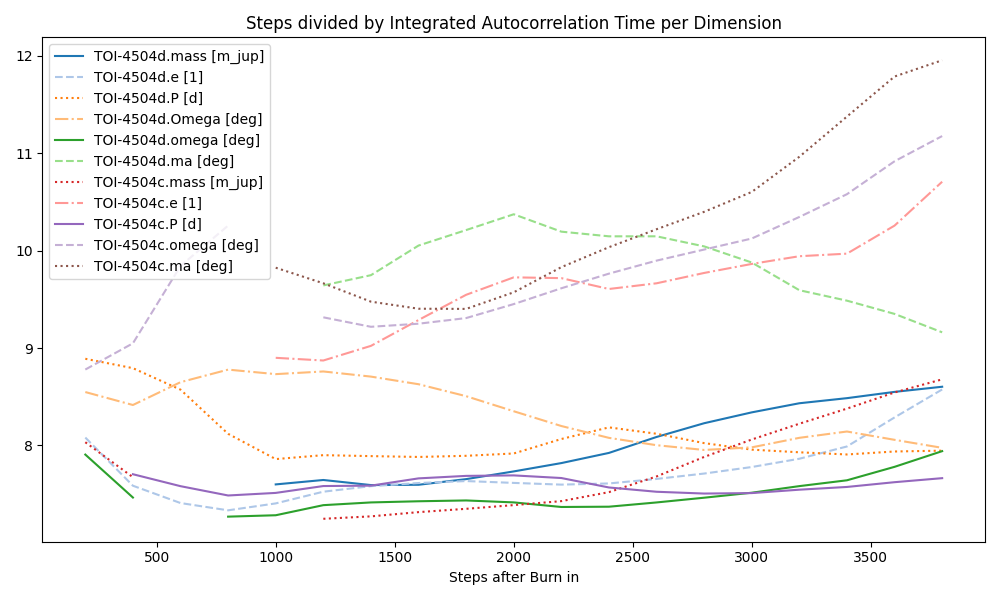 Steps divided by Integrated Autocorrelation Time per Dimension
12
11
10
9
8
TOI-4504d.mass [m_jup]
TOI-4504d.e [1]
TOI-4504d.P [d]
TOI-4504d.Omega [deg]
TOI-4504d.omega [deg]
TOI-4504d.ma [deg]
TOI-4504c.mass [m_jup]
TOI-4504c.e [1]
TOI-4504c.P [d]
TOI-4504c.omega [deg]
TOI-4504c.ma [deg]
500 1000 1500 2000 2500 3000 3500
Steps after Burn in